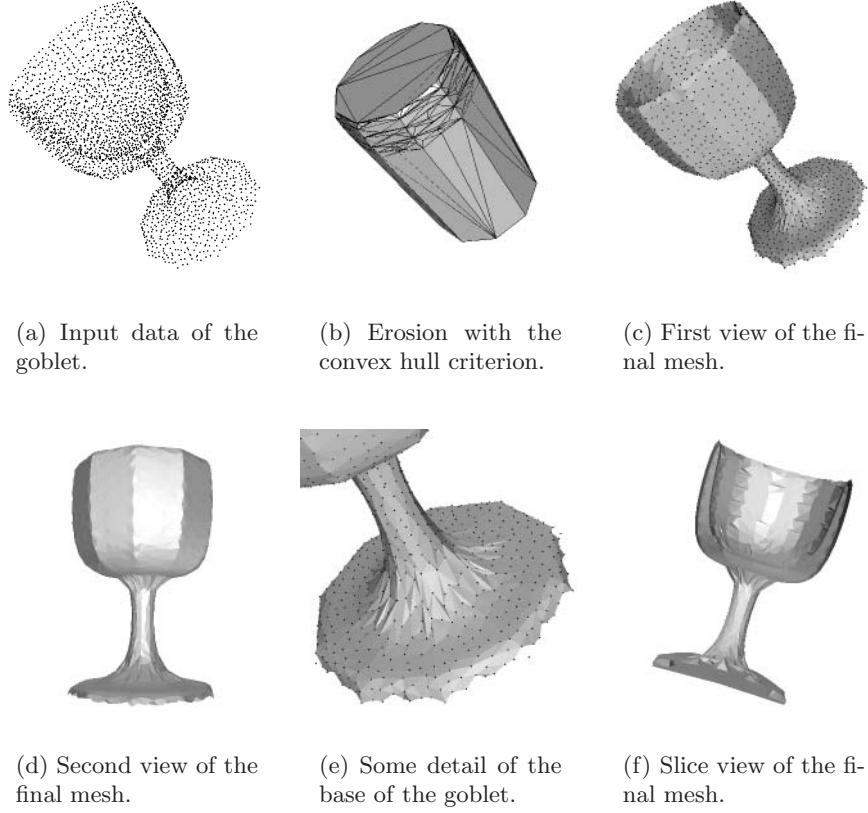 (a) Input data of the
goblet.
(b) Erosion with the
convex hull criterion.
(c) First view of the fi-
nal mesh.
(d) Second view of the
final mesh.
(e) Some detail of the
base of the goblet.
(f) Slice view of the fi-
nal mesh.